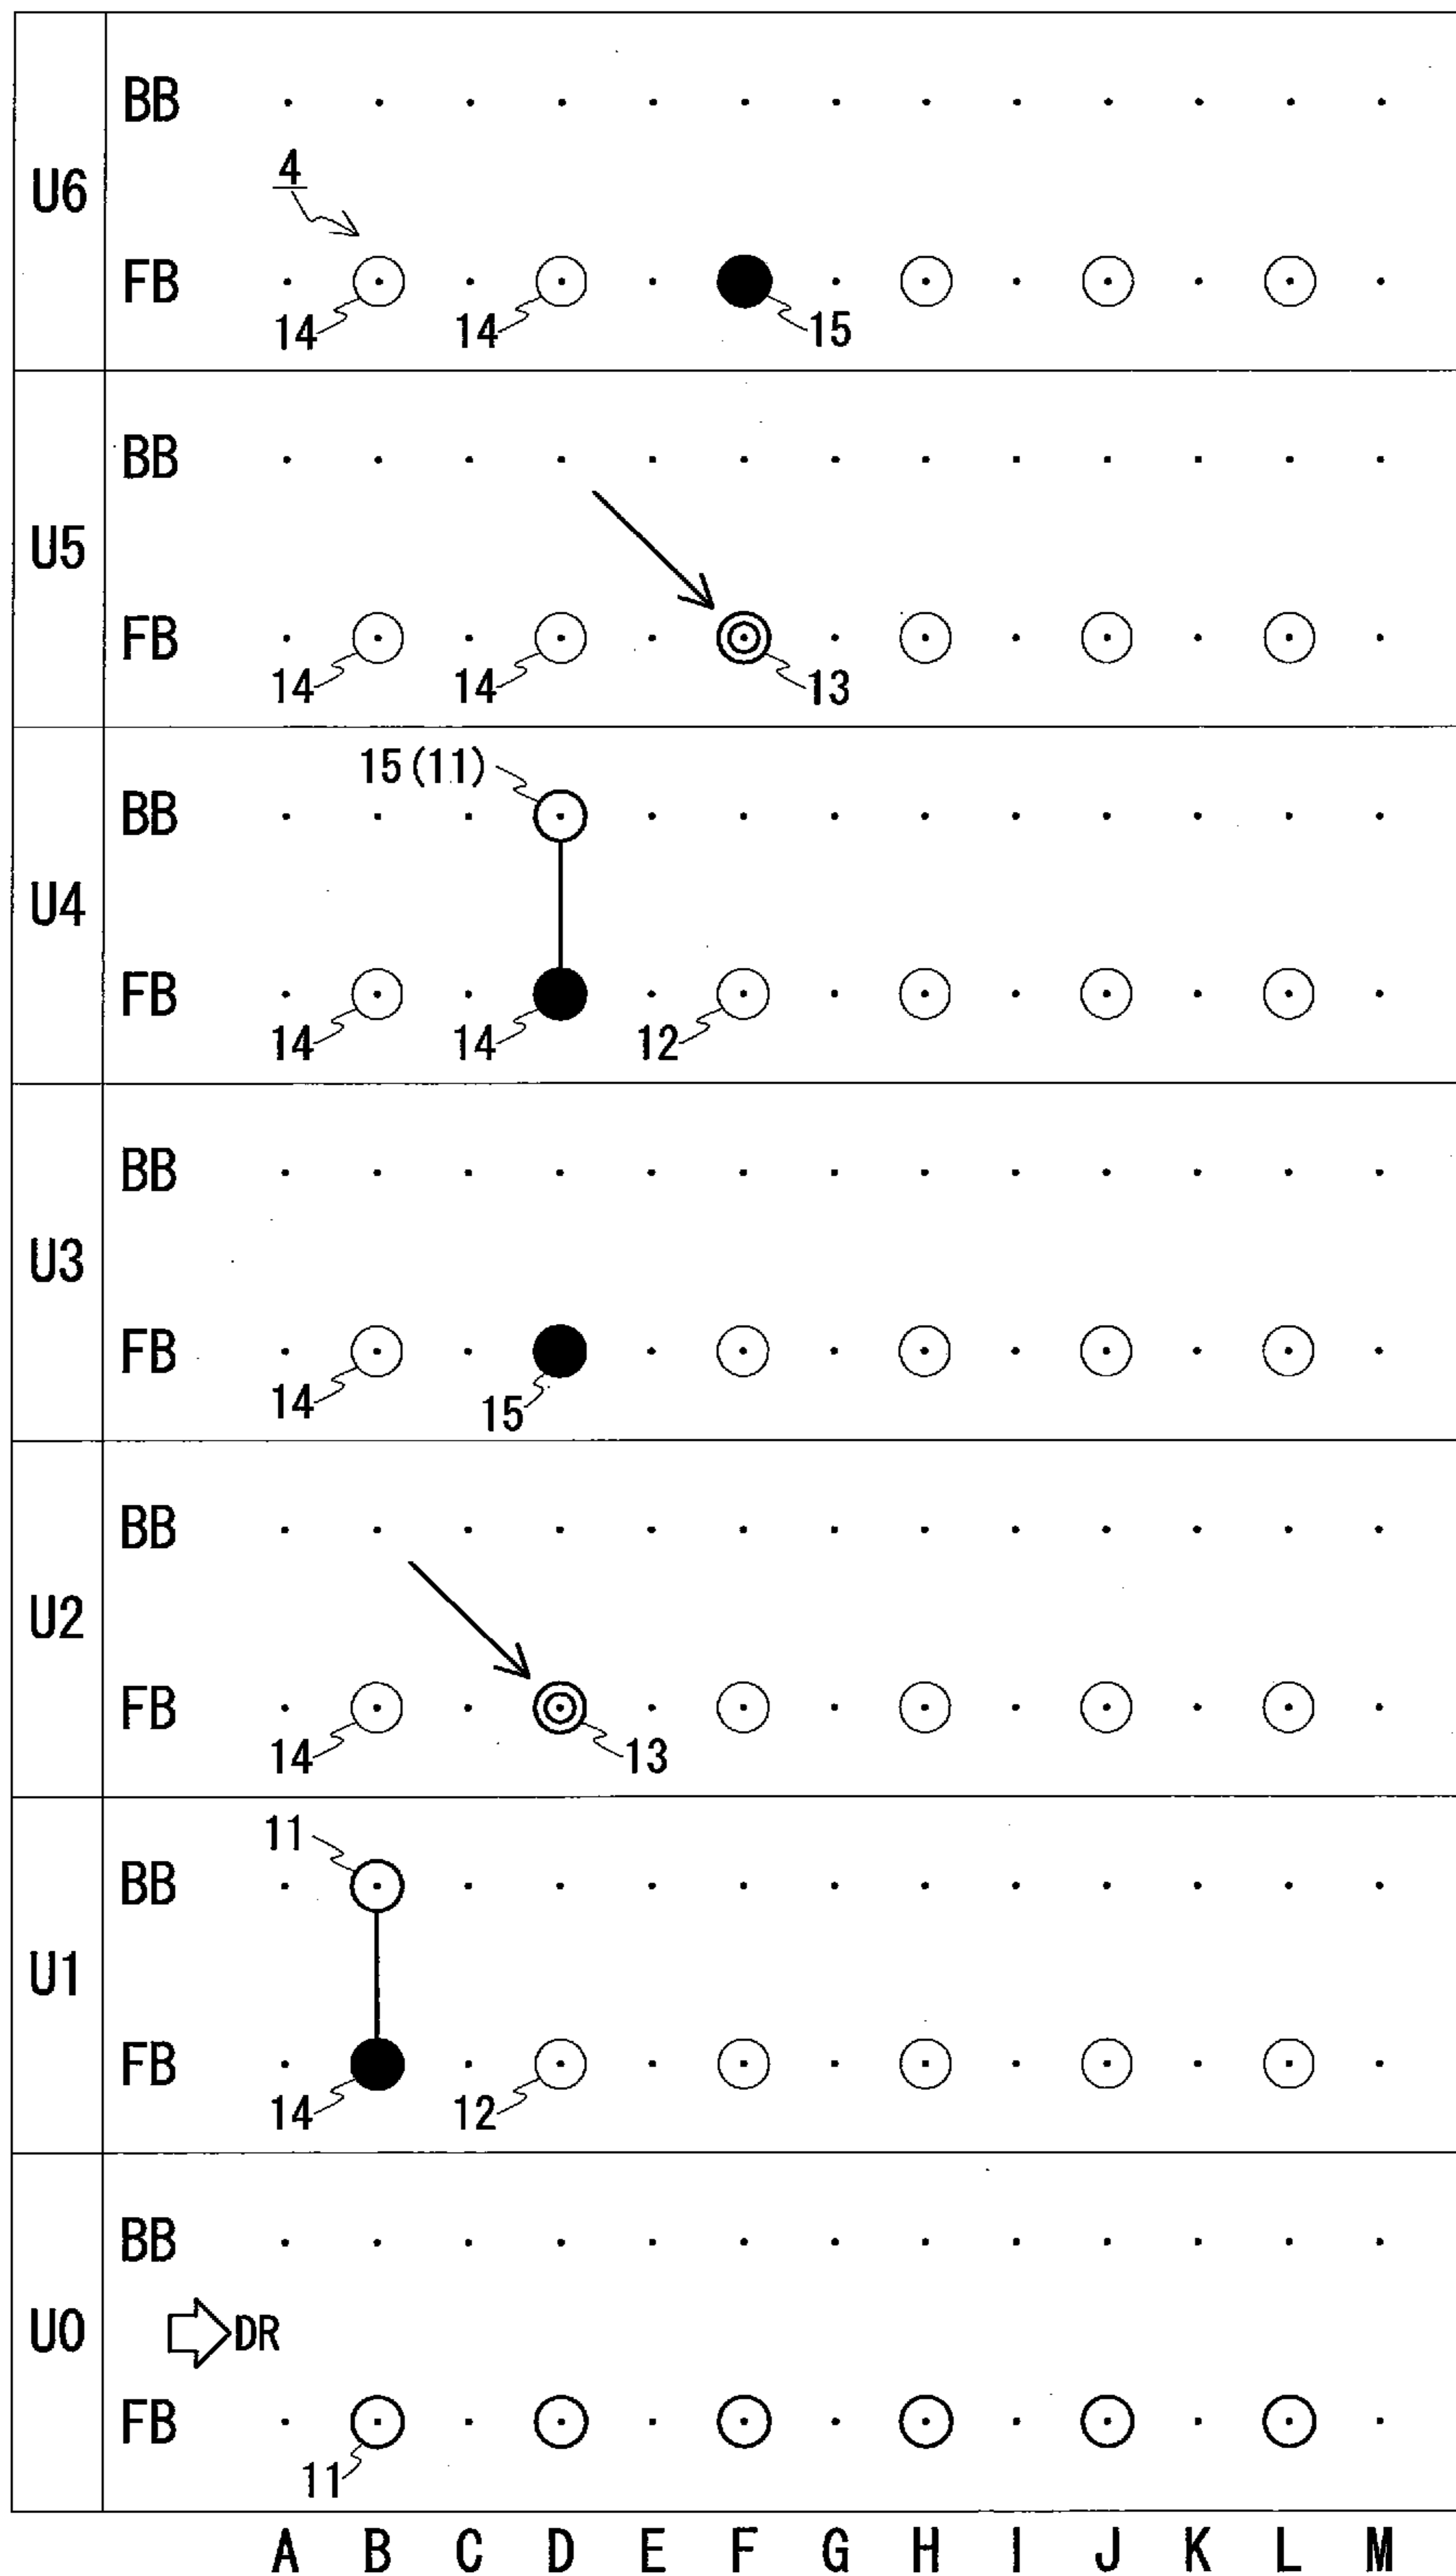 BB
4
U6
FB
14 14 15
BB
U5
FB
14 14 13
15(11)
BB
U4
FB
14 14 12
BB
U3
FB
14 15
BB
U2
FB
14 13
11
BB
U1
FB
14 12
BB
U0 DR
FB
11
A B C D E F G H I J K L M